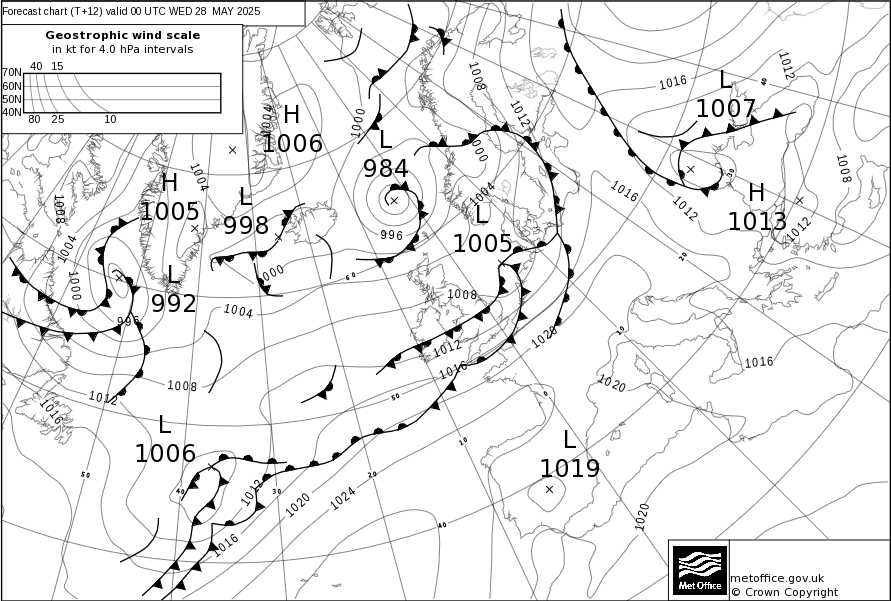 Forecast chart (T+12) valid 00 UTC WED 28 MAY 2025
Geostrophic wind scale
in kt for 4.0 hPa intervals
40 15
70N
60N
50N
40N
80 25 10
1008
1016
1012
40
L
1007
1012
1004
1000
H
1006
L
984
1000
1008
30
1004
H
1005
1008
L
998
1004
1016
1012
H
1013
1012
L
1005
996
1004
20
L
992
1000
1000
60
1008
996
1004
10
1020
1012
1016
1016
1008
1020
1012
50
0
1016
L
1006
10
L
1019
50
20
40
30
1012
1020
1024
1020
40
1016
Met Office
metoffice.gov.uk
© Crown Copyright